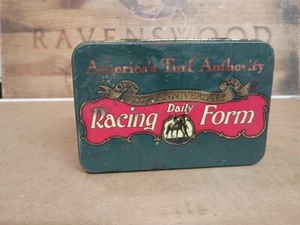 RAVENSWOOD
America's Turf Authority
ANNIVERSARY
Daily
Racing Form